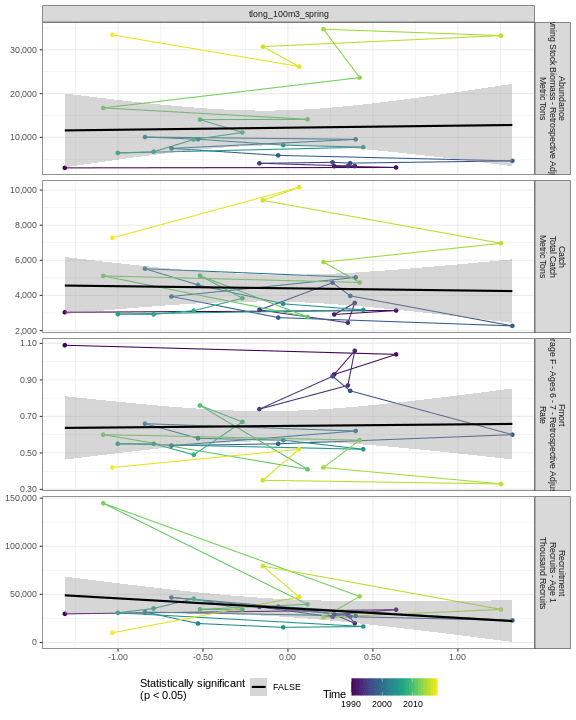 tlong_100m3_spring
30,000
20,000
10,000
Abundance
Stock Biomass - Retrospective
Metric Tons
10,000
8,000
6,000
4,000
2,000
Catch
Total Catch
Metric Tons
1.10
0.90
0.70
0.50
0.30
Fmort
F - Ages 6 - 7 - Retrospective
Rate
150,000
100,000
50,000
0
Recruitment
Recruits - Age 1
Thousand Recruits
-1.00
-0.50
0.00
0.50
1.00
Statistically significant
(p < 0.05)
FALSE
Time
1990
2000
2010